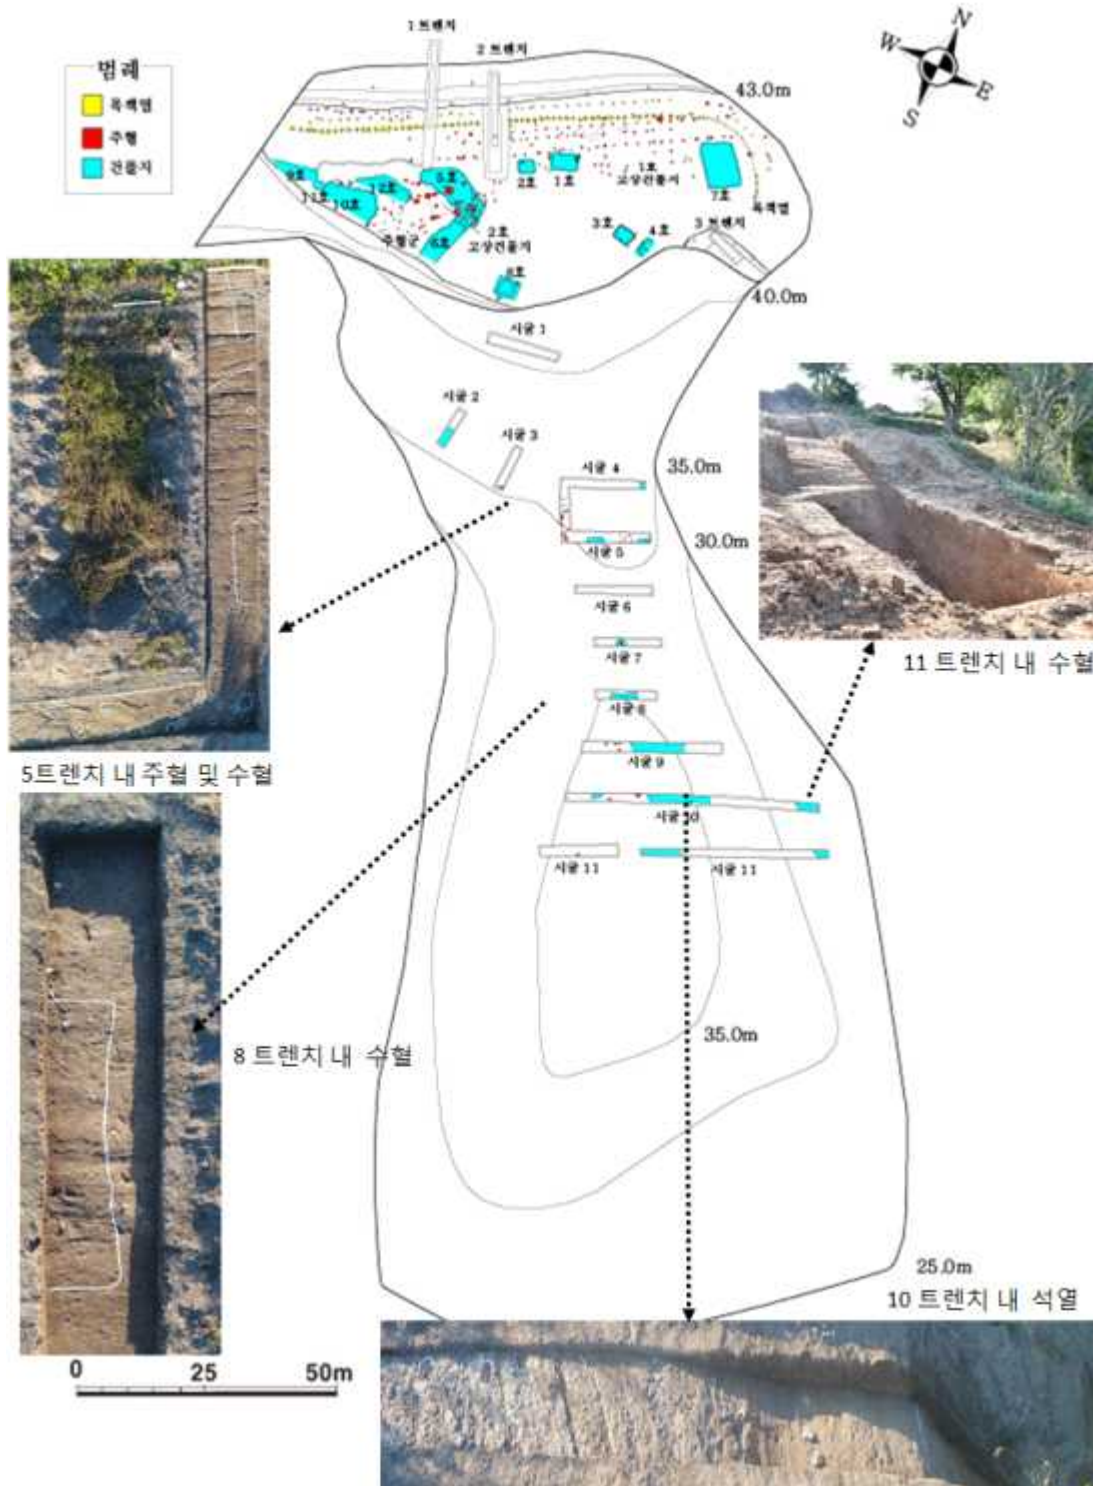 1 트렌치
2 트렌치
N
W
E
S
범례
목책열
주혈
건물지
43.0m
9호
11호
10호
12호
5호
2호
1호
1호
고상건물지
7호
목책열
주혈군
6호
2호
고상건물지
3호
4호
3 트렌치
8호
40.0m
시굴 1
시굴 2
시굴 3
시굴 4
35.0m
시굴 5
30.0m
시굴 6
시굴 7
시굴 8
시굴 9
시굴 10
시굴 11
시굴 11
11 트렌치 내 수혈
5트렌치 내 주혈 및 수혈
35.0m
8 트렌치 내 수혈
25.0m
10 트렌치 내 석열
0 25 50m